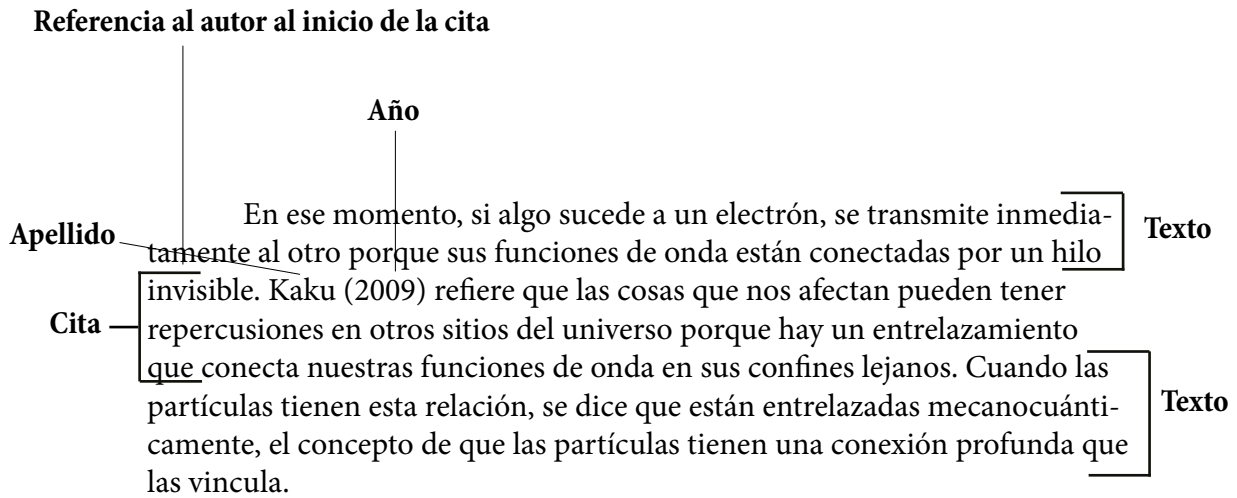 Referencia al autor al inicio de la cita
Año
Apellido
En ese momento, si algo sucede a un electrón, se transmite inmedia-
tamente al otro porque sus funciones de onda están conectadas por un hilo
invisible. Kaku (2009) refiere que las cosas que nos afectan pueden tener
repercusiones en otros sitios del universo porque hay un entrelazamiento
que conecta nuestras funciones de onda en sus confines lejanos. Cuando las
partículas tienen esta relación, se dice que están entrelazadas mecanocuánti-
camente, el concepto de que las partículas tienen una conexión profunda que
las vincula.
Texto
Cita
Texto